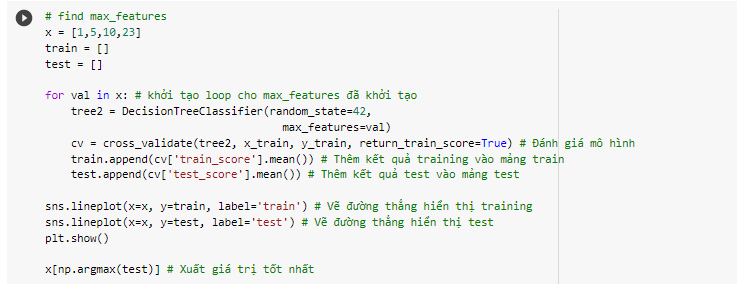 # find max_features
x = [1,5,10,23]
train = []
test = []
for val in x: # khởi tạo loop cho max_features đã khởi tạo
tree2 = DecisionTreeClassifier(random_state=42,
max_features=val)
cv = cross_validate(tree2, x_train, y_train, return_train_score=True) # Đánh giá mô hình
train.append(cv['train_score'].mean()) # Thêm kết quả training vào mảng train
test.append(cv['test_score'].mean()) # Thêm kết quả test vào mảng test
sns.lineplot(x=x, y=train, label='train') # Vẽ đường thẳng hiển thị training
sns.lineplot(x=x, y=test, label='test') # Vẽ đường thẳng hiển thị test
plt.show()
x[np.argmax(test)] # Xuất giá trị tốt nhất